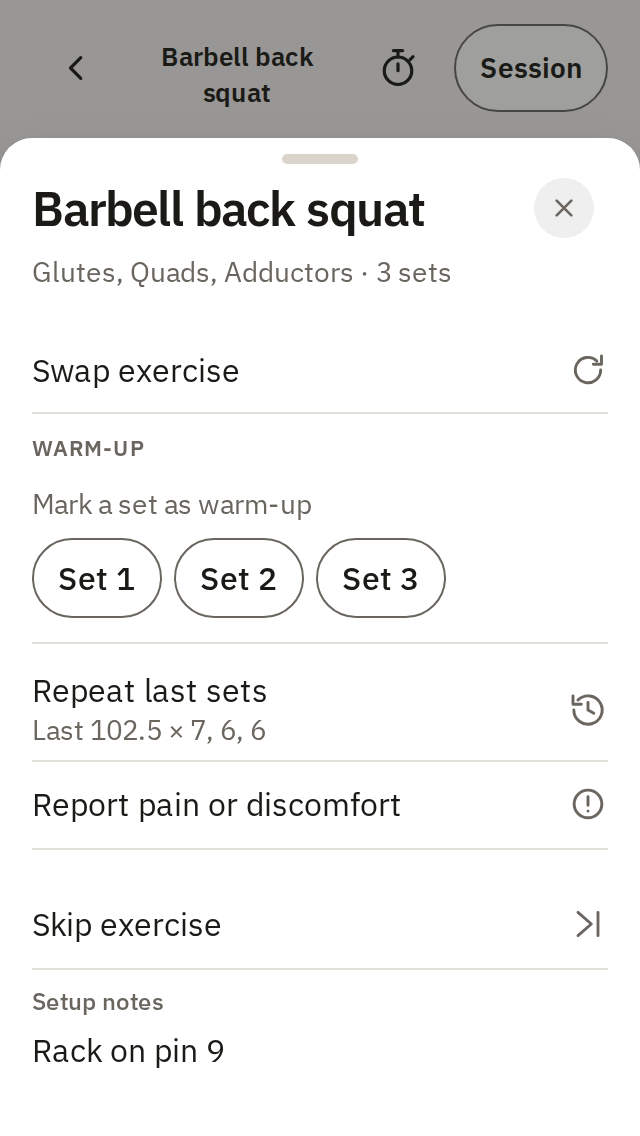 Barbell back
squat
Session
Barbell back squat
Glutes, Quads, Adductors · 3 sets
Swap exercise
WARM-UP
Mark a set as warm-up
Set 1 Set 2 Set 3
Repeat last sets
Last 102.5 × 7, 6, 6
Report pain or discomfort
Skip exercise
Setup notes
Rack on pin 9